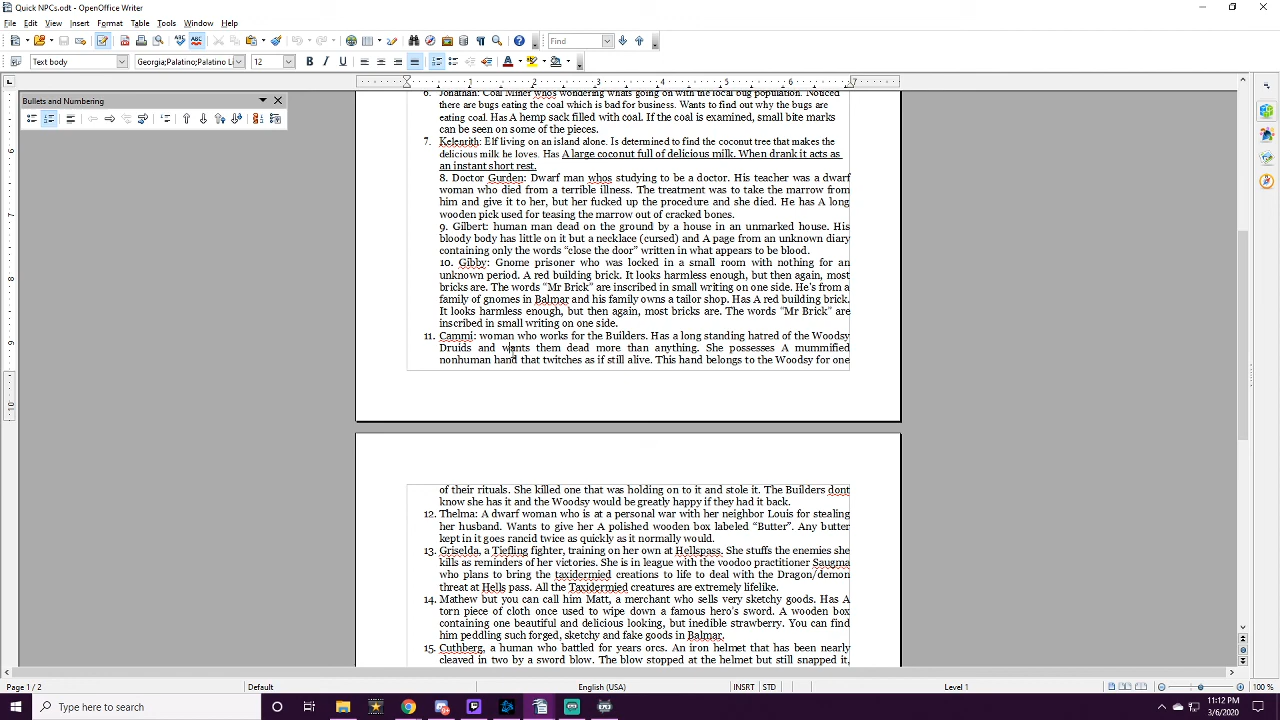 Quick NPCs.odt - OpenOffice Writer
File Edit View Insert Format Table Tools Window Help
Find
Text body Georgia;Palatino;Palatino Li 12
1 2 3 4 5 6 7
Bullets and Numbering
6. Jonathan: Coal Miner whos wondering whats going on with the local bug population. Noticed
there are bugs eating the coal which is bad for business. Wants to find out why the bugs are
eating coal. Has A hemp sack filled with coal. If the coal is examined, small bite marks
can be seen on some of the pieces.
7. Kelenrith: Elf living on an island alone. Is determined to find the coconut tree that makes the
delicious milk he loves. Has A large coconut full of delicious milk. When drank it acts as
an instant short rest.
8. Doctor Gurden: Dwarf man whos studying to be a doctor. His teacher was a dwarf
woman who died from a terrible illness. The treatment was to take the marrow from
him and give it to her, but her fucked up the procedure and she died. He has A long
wooden pick used for teasing the marrow out of cracked bones.
9. Gilbert: human man dead on the ground by a house in an unmarked house. His
bloody body has little on it but a necklace (cursed) and A page from an unknown diary
containing only the words “close the door” written in what appears to be blood.
10. Gibby: Gnome prisoner who was locked in a small room with nothing for an
unknown period. A red building brick. It looks harmless enough, but then again, most
bricks are. The words “Mr Brick” are inscribed in small writing on one side. He's from a
family of gnomes in Balmar and his family owns a tailor shop. Has A red building brick.
It looks harmless enough, but then again, most bricks are. The words “Mr Brick” are
inscribed in small writing on one side.
11. Cammi: woman who works for the Builders. Has a long standing hatred of the Woodsy
Druids and wants them dead more than anything. She possesses A mummified
nonhuman hand that twitches as if still alive. This hand belongs to the Woodsy for one
of their rituals. She killed one that was holding on to it and stole it. The Builders dont
know she has it and the Woodsy would be greatly happy if they had it back.
12. Thelma: A dwarf woman who is at a personal war with her neighbor Louis for stealing
her husband. Wants to give her A polished wooden box labeled “Butter”. Any butter
kept in it goes rancid twice as quickly as it normally would.
13. Griselda, a Tiefling fighter, training on her own at Hellspass. She stuffs the enemies she
kills as reminders of her victories. She is in league with the voodoo practitioner Saugma
who plans to bring the taxidermied creations to life to deal with the Dragon/demon
threat at Hells pass. All the Taxidermied creatures are extremely lifelike.
14. Mathew but you can call him Matt, a merchant who sells very sketchy goods. Has A
torn piece of cloth once used to wipe down a famous hero's sword. A wooden box
containing one beautiful and delicious looking, but inedible strawberry. You can find
him peddling such forged, sketchy and fake goods in Balmar.
15. Cuthberg, a human who battled for years orcs. An iron helmet that has been nearly
cleaved in two by a sword blow. The blow stopped at the helmet but still snapped it,
Page 1 / 2 Default English (USA) INSRT STD Level 1 100 %
Type here to search
11:12 PM
3/6/2020